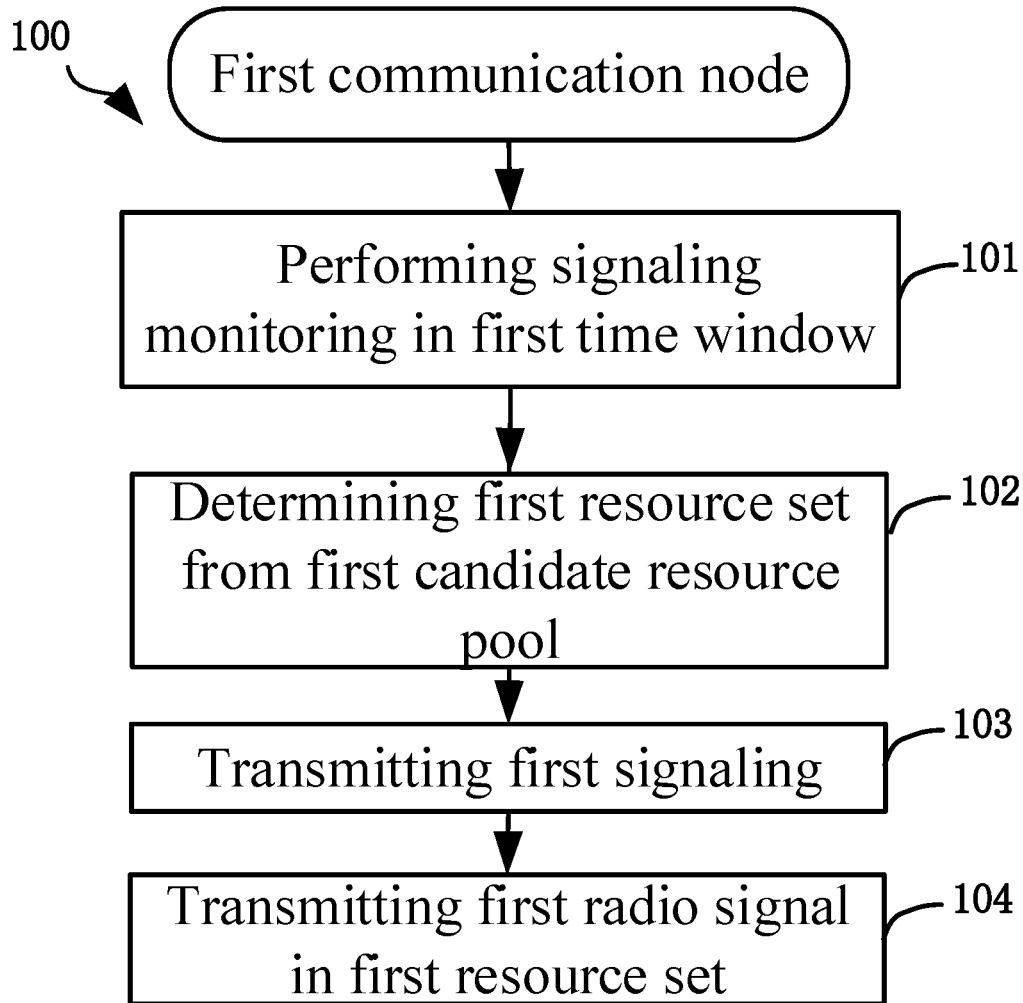 100
First communication node
Performing signaling
monitoring in first time window
101
Determining first resource set
from first candidate resource
pool
102
Transmitting first signaling
103
Transmitting first radio signal
in first resource set
104